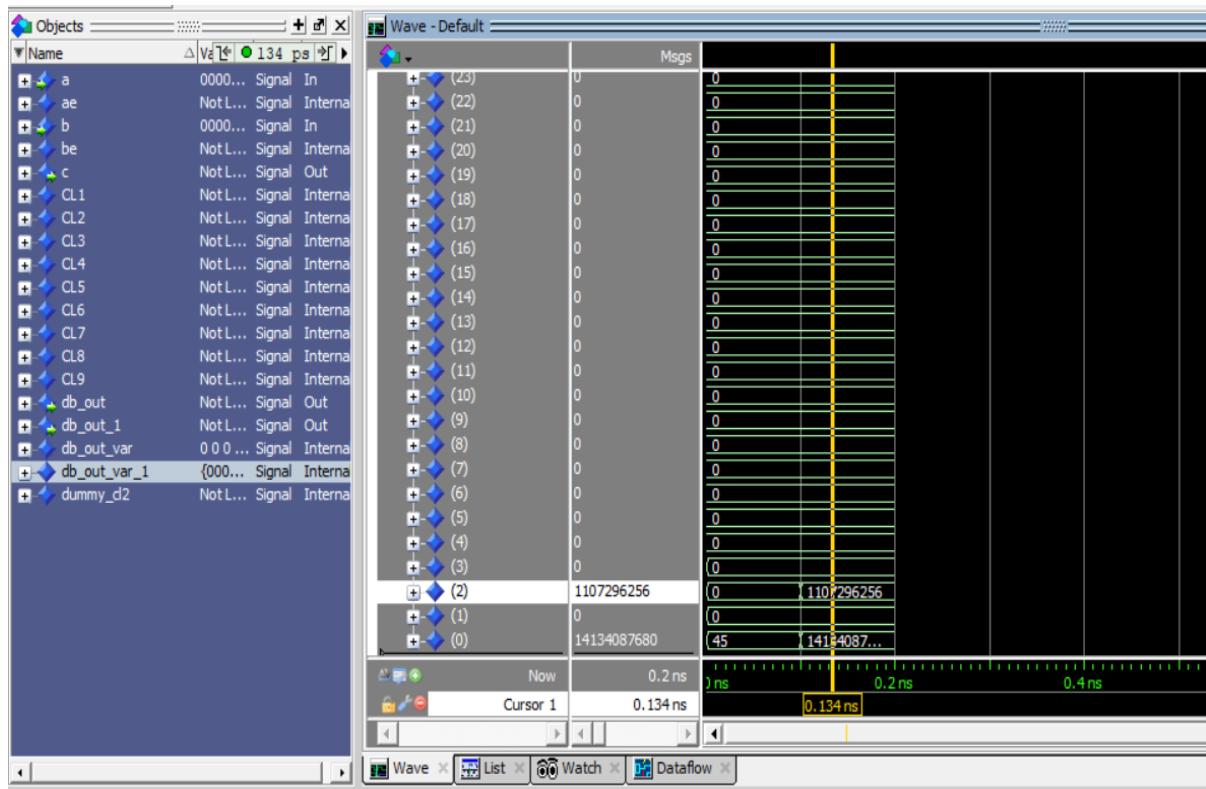 Objects
Name Va 134 ps
a 0000... Signal In
ae Not L... Signal Interna
b 0000... Signal In
be Not L... Signal Interna
c Not L... Signal Out
CL1 Not L... Signal Interna
CL2 Not L... Signal Interna
CL3 Not L... Signal Interna
CL4 Not L... Signal Interna
CL5 Not L... Signal Interna
CL6 Not L... Signal Interna
CL7 Not L... Signal Interna
CL8 Not L... Signal Interna
CL9 Not L... Signal Interna
db_out Not L... Signal Out
db_out_1 Not L... Signal Out
db_out_var 0 0 0 ... Signal Interna
db_out_var_1 {000... Signal Interna
dummy_cl2 Not L... Signal Interna
Wave - Default
Msgs
(23) 0 0
(22) 0 0
(21) 0 0
(20) 0 0
(19) 0 0
(18) 0 0
(17) 0 0
(16) 0 0
(15) 0 0
(14) 0 0
(13) 0 0
(12) 0 0
(11) 0 0
(10) 0 0
(9) 0 0
(8) 0 0
(7) 0 0
(6) 0 0
(5) 0 0
(4) 0 0
(3) 0 0
(2) 1107296256 0 1107296256
(1) 0 0
(0) 14134087680 45 14134087...
Now 0.2 ns ns 0.2 ns 0.4 ns
Cursor 1 0.134 ns 0.134 ns
Wave List Watch Dataflow